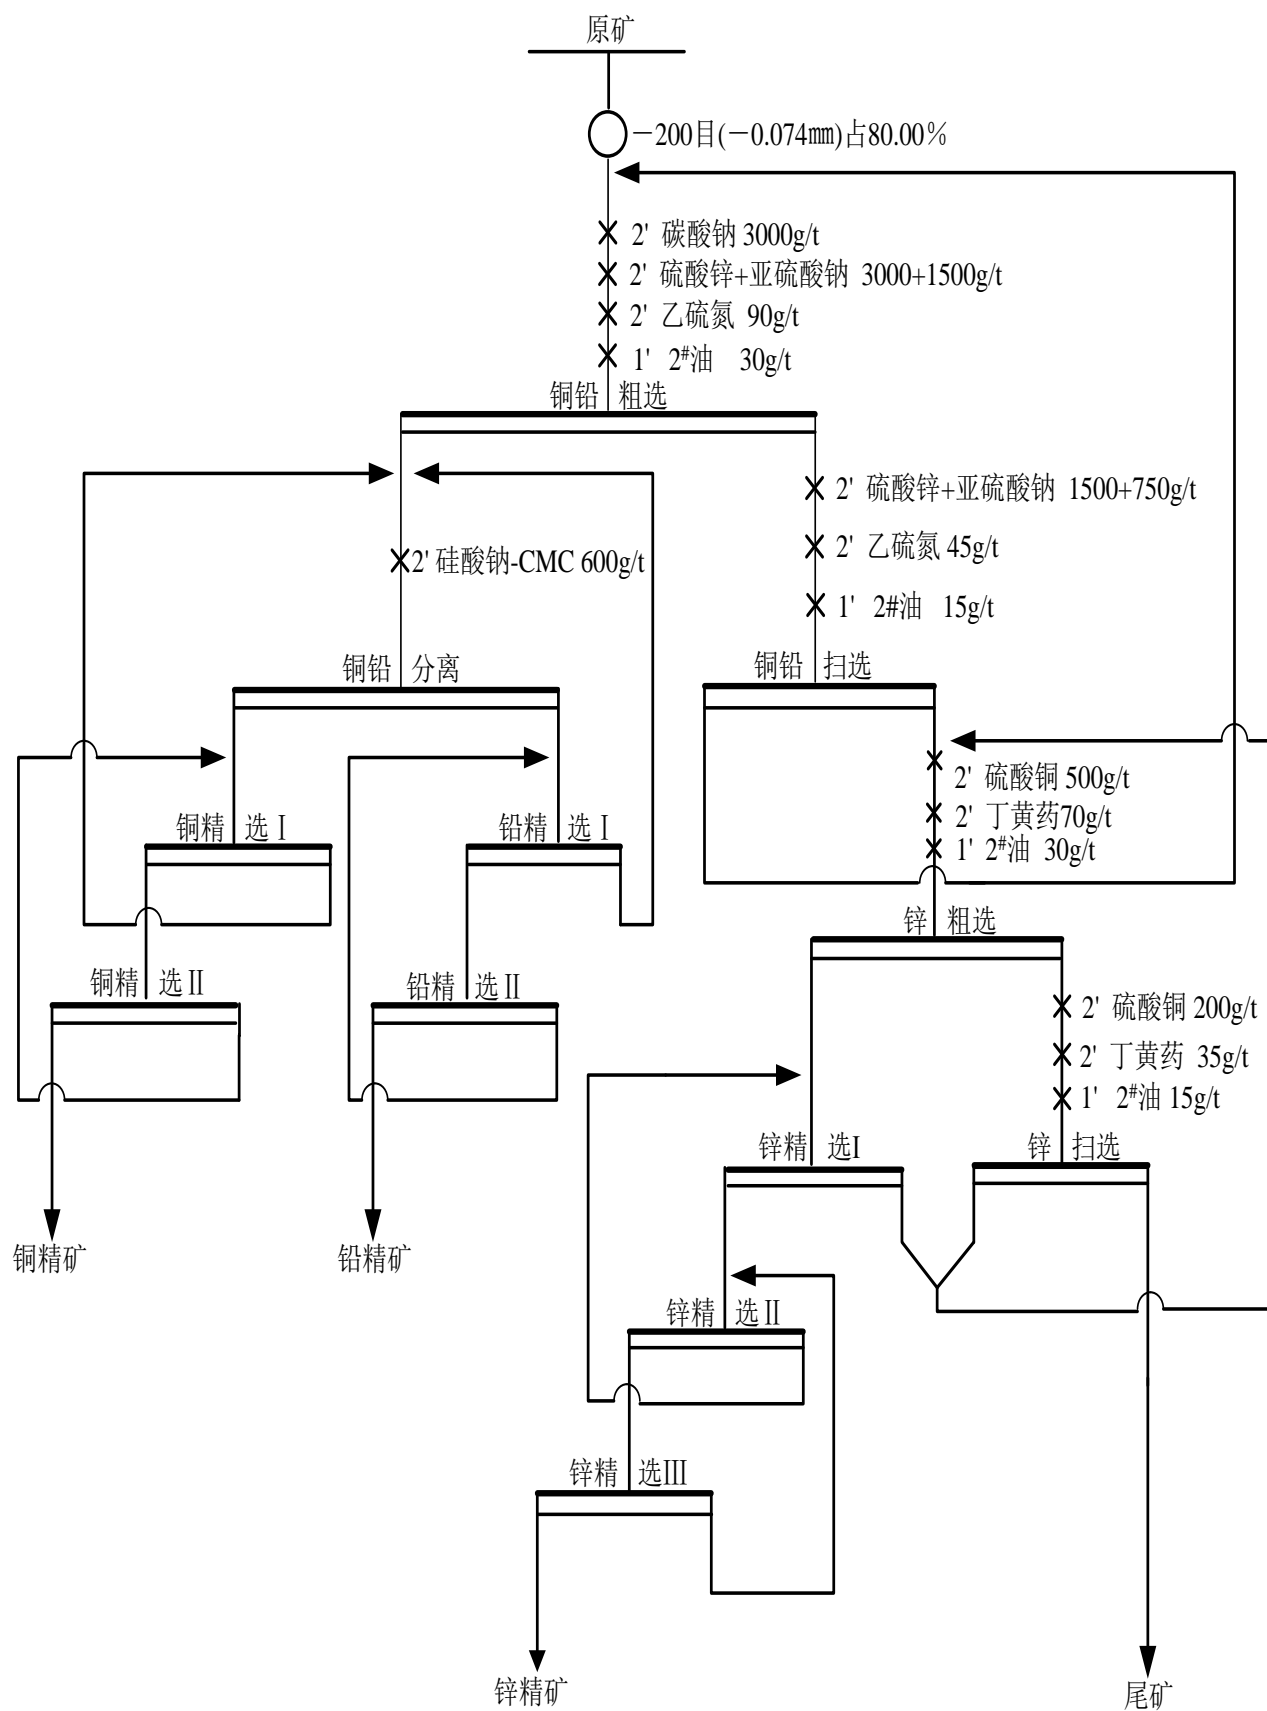 原矿
－200目(－0.074㎜)占80.00%
2' 碳酸钠 3000g/t
2' 硫酸锌+亚硫酸钠 3000+1500g/t
2' 乙硫氮 90g/t
1' 2#油 30g/t
铜铅 粗选
2' 硫酸锌+亚硫酸钠 1500+750g/t
2' 乙硫氮 45g/t
2' 硅酸钠-CMC 600g/t
1' 2#油 15g/t
铜铅 分离
铜铅 扫选
2' 硫酸铜 500g/t
2' 丁黄药70g/t
1' 2#油 30g/t
铜精 选Ⅰ
铅精 选Ⅰ
锌 粗选
铜精 选Ⅱ
铅精 选Ⅱ
2' 硫酸铜 200g/t
2' 丁黄药 35g/t
1' 2#油 15g/t
锌精 选Ⅰ
锌 扫选
铜精矿
铅精矿
锌精 选Ⅱ
锌精 选Ⅲ
锌精矿
尾矿